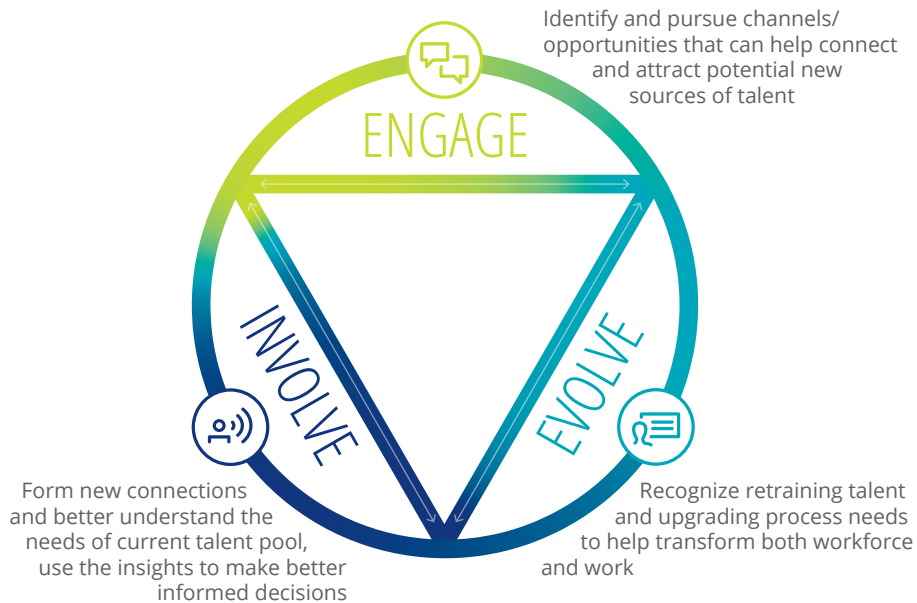 Identify and pursue channels/
opportunities that can help connect
and attract potential new
sources of talent
ENGAGE
INVOLVE
EVOLVE
Form new connections
and better understand the
needs of current talent pool,
use the insights to make better
informed decisions
Recognize retraining talent
and upgrading process needs
to help transform both workforce
and work